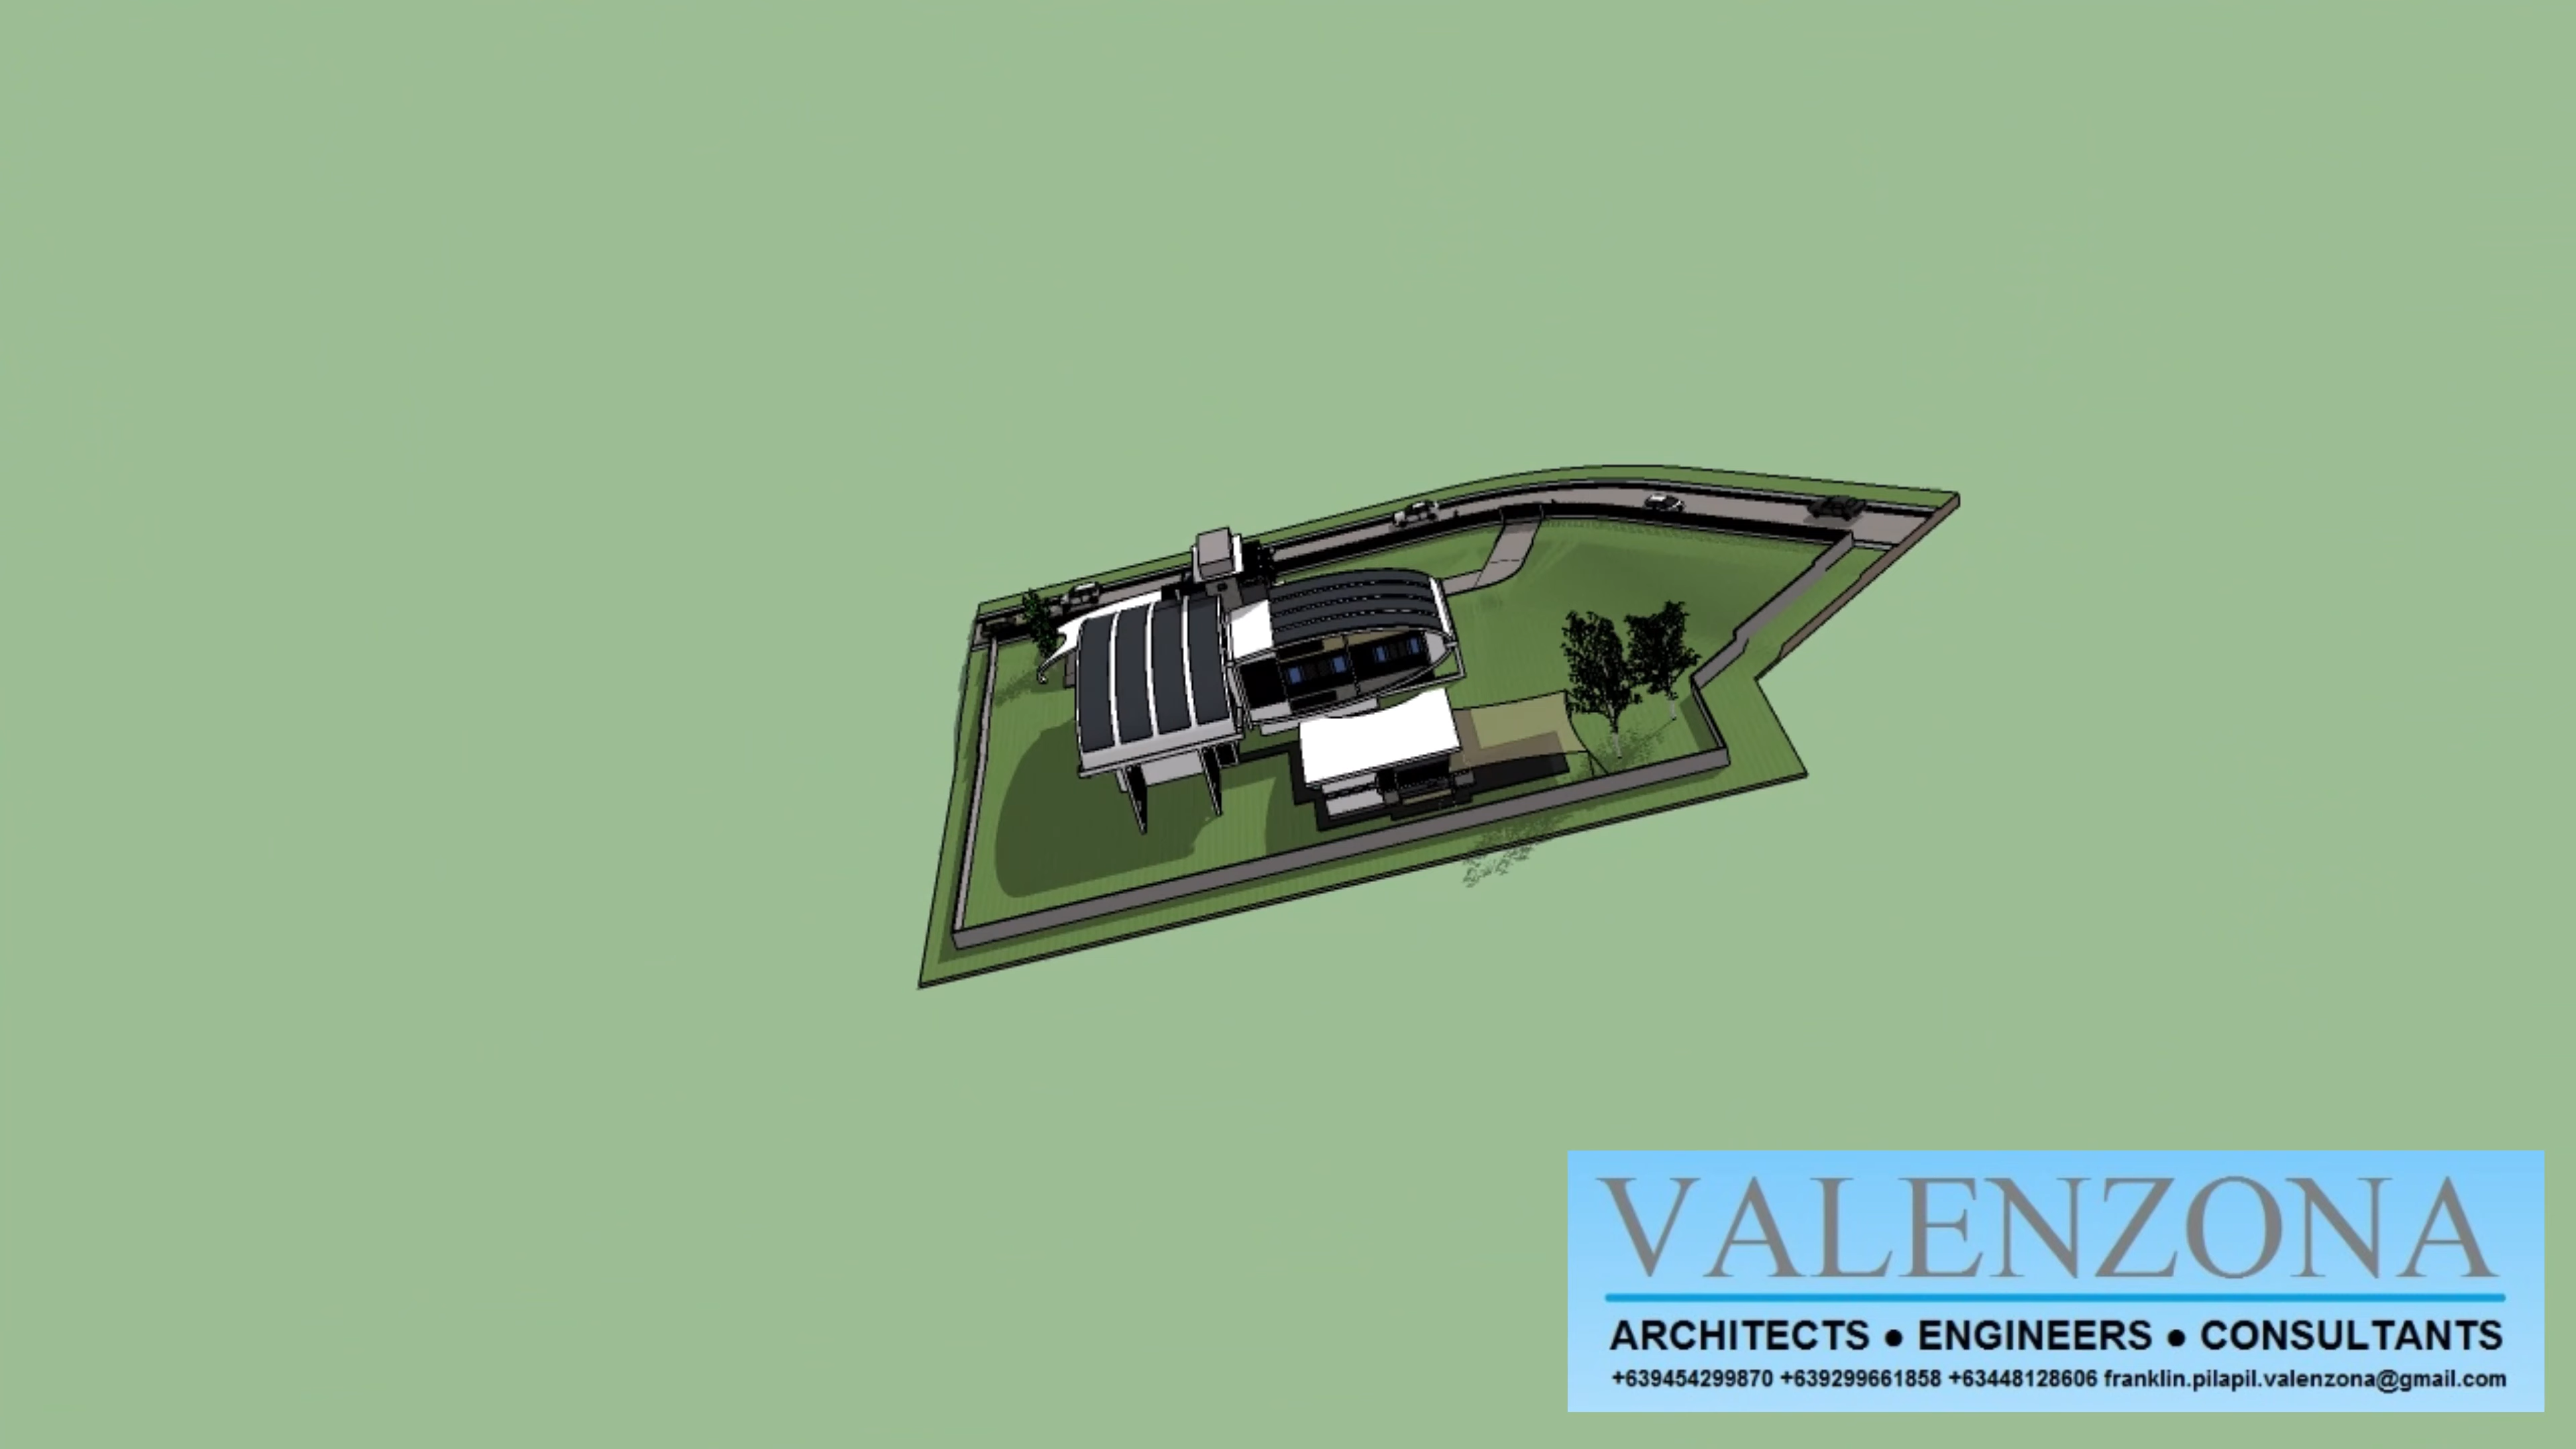 VALENZONA
ARCHITECTS ● ENGINEERS ● CONSULTANTS
+639454299870 +639299661858 +63448128606 franklin.pilapil.valenzona@gmail.com